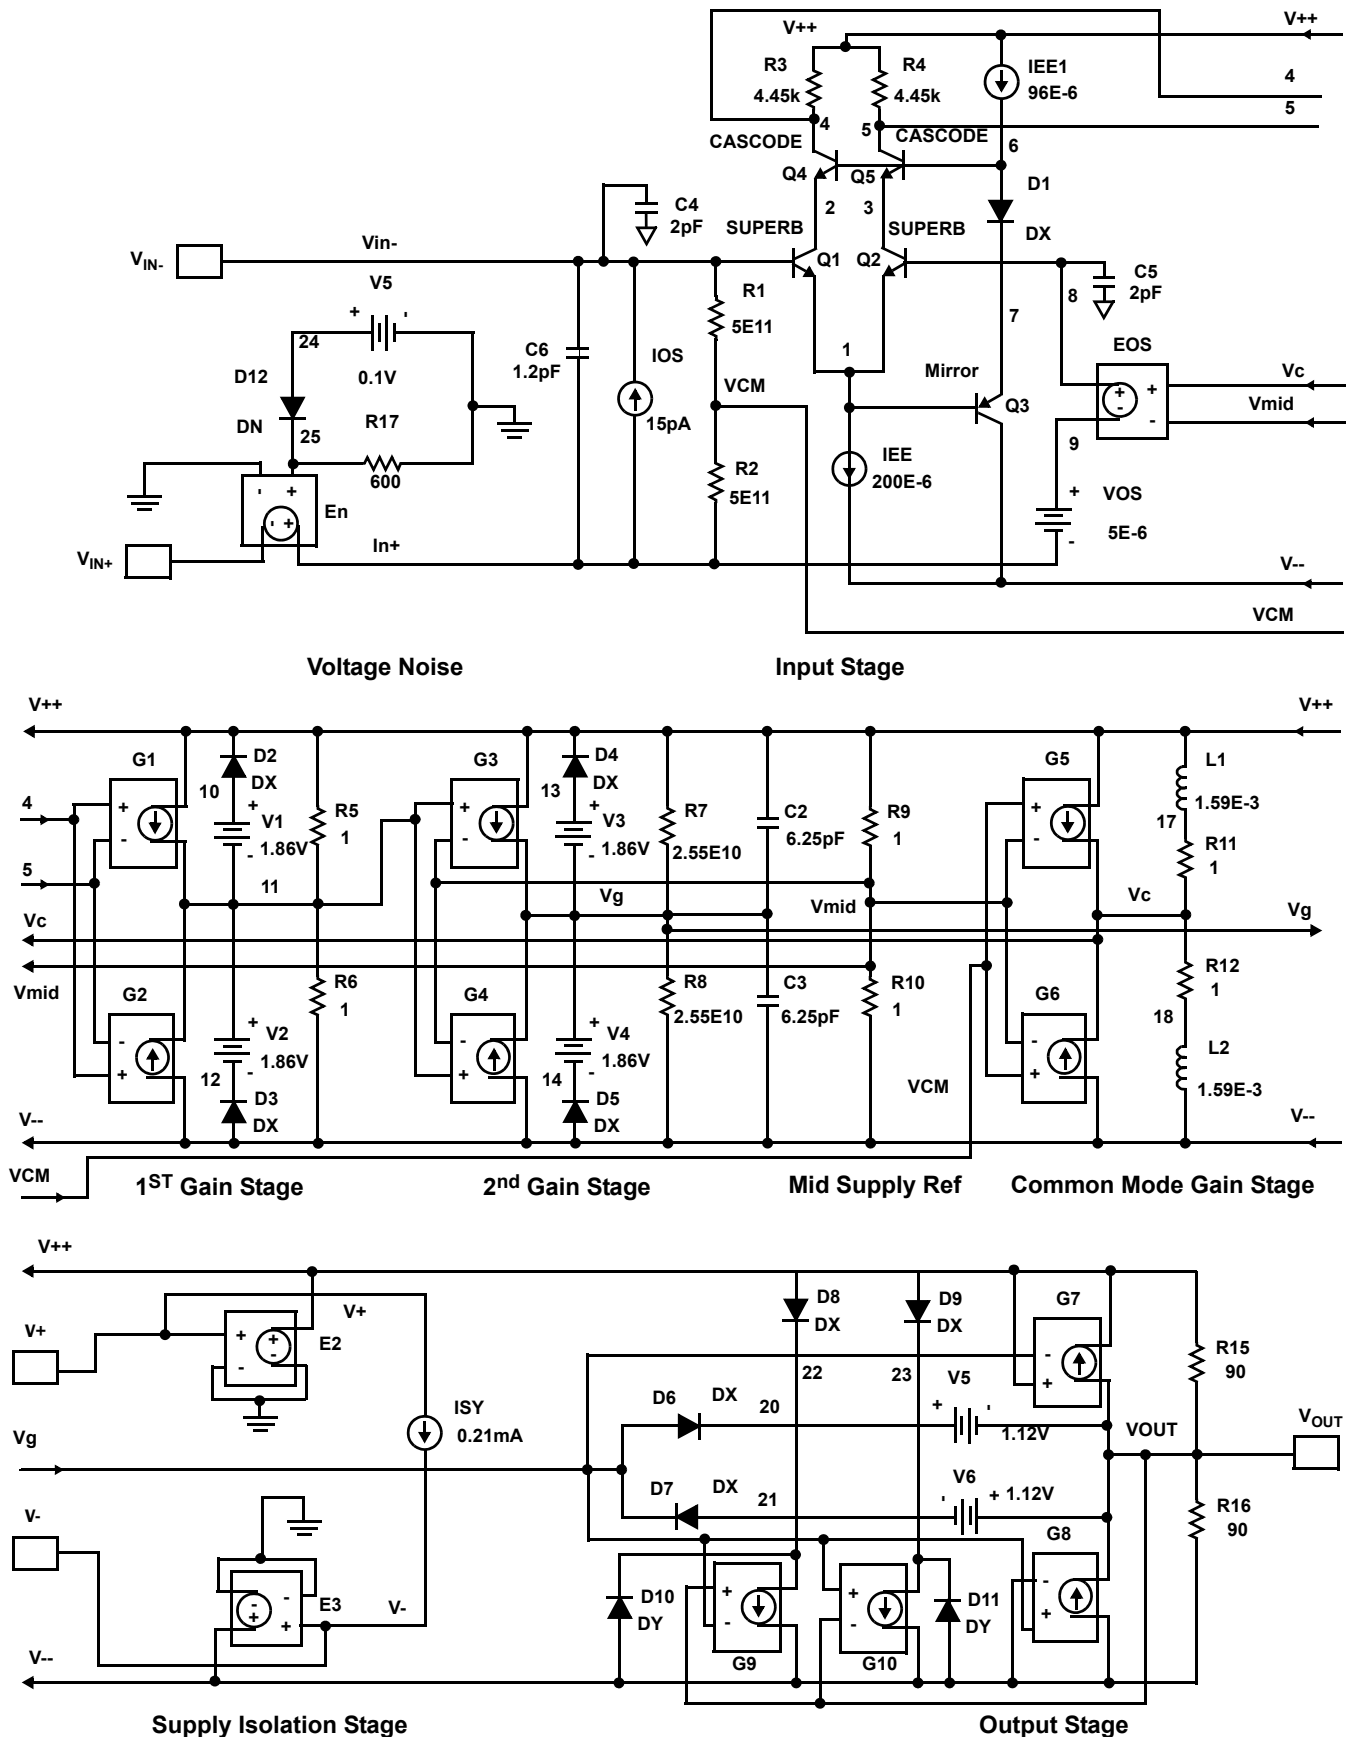 V++
V++
R3
4.45k
R4
4.45k
IEE1
96E-6
4
5
4
5
6
CASCODE
CASCODE
Q4
Q5
D1
DX
2
3
C4
2pF
SUPERB
SUPERB
VIN-
Vin-
Q1
Q2
C5
2pF
8
7
V5
+
-
24
0.1V
R1
5E11
C6
1.2pF
IOS
15pA
1
EOS
+
-
+
-
Vc
Vmid
D12
DN
25
R17
600
VCM
Mirror
Q3
9
IEE
200E-6
R2
5E11
VOS
5E-6
+
-
-
+
-
+
En
In+
VIN+
V--
VCM
Voltage Noise
Input Stage
V++
V++
G1
+
-
D2
DX
10
+
V1
1.86V
-
R5
1
G3
+
-
D4
DX
13
+
V3
1.86V
-
R7
2.55E10
C2
6.25pF
R9
1
G5
+
-
L1
1.59E-3
17
R11
1
4
5
11
Vg
Vmid
Vc
Vg
Vc
Vmid
G2
-
+
12
+
V2
1.86V
-
D3
DX
R6
1
G4
-
+
14
+
V4
1.86V
-
D5
DX
R8
2.55E10
C3
6.25pF
R10
1
VCM
G6
-
+
R12
1
18
L2
1.59E-3
V--
V--
VCM
1ST Gain Stage
2nd Gain Stage
Mid Supply Ref
Common Mode Gain Stage
V++
V+
V+
+
-
+
-
E2
D8
DX
D9
DX
G7
-
+
R15
90
22
23
D6
DX
20
V5
+
-
1.12V
ISY
0.21mA
Vg
VOUT
VOUT
D7
DX
21
V6
-
+ 1.12V
R16
90
V-
-
+
-
+
E3
V-
D10
DY
+
-
G9
+
-
G10
D11
DY
G8
-
+
V--
Supply Isolation Stage
Output Stage